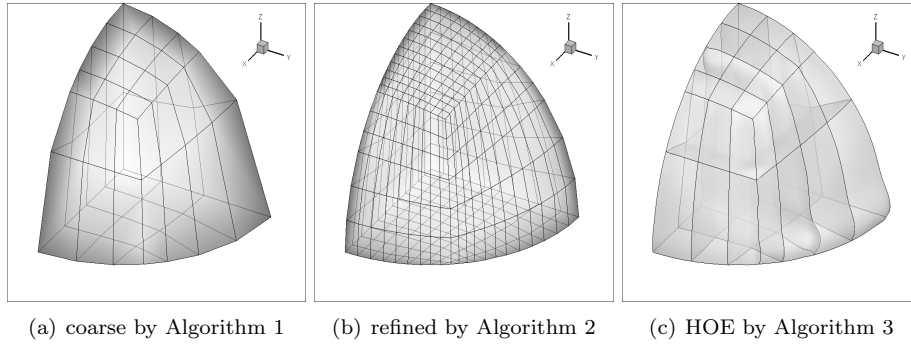 Z
Y
X
Z
Y
X
Z
Y
X
(a) coarse by Algorithm 1
(b) refined by Algorithm 2
(c) HOE by Algorithm 3